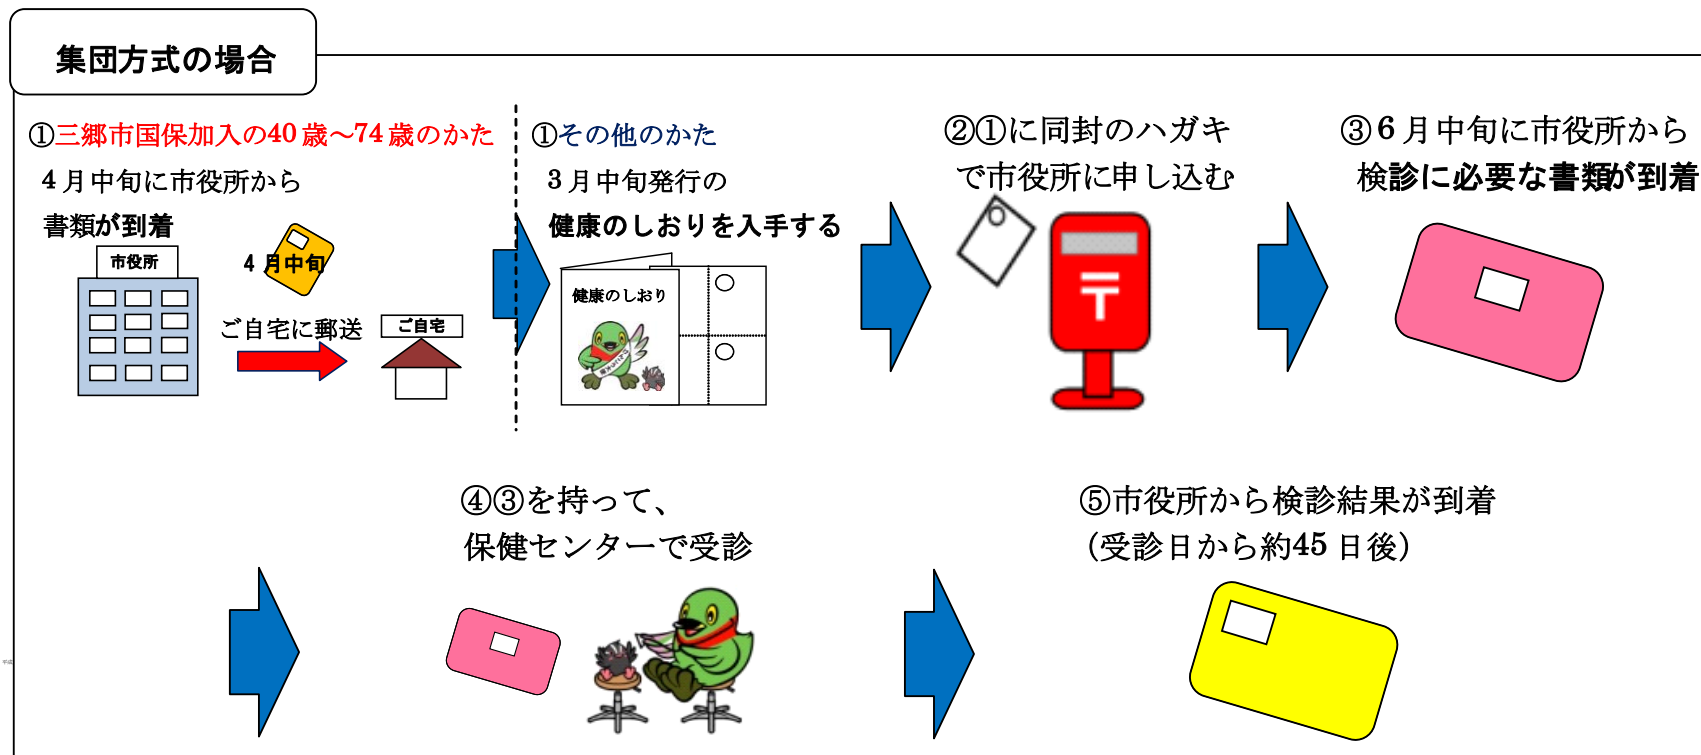 集団方式の場合
①三郷市国保加入の40歳～74歳のかた
4月中旬に市役所から
書類が到着
市役所
4月中旬
ご自宅に郵送
ご自宅
①その他のかた
3月中旬発行の
健康のしおりを入手する
健康のしおり
②①に同封のハガキ
で市役所に申し込む
〒
③6月中旬に市役所から
検診に必要な書類が到着
④③を持って、
保健センターで受診
⑤市役所から検診結果が到着
（受診日から約45日後）